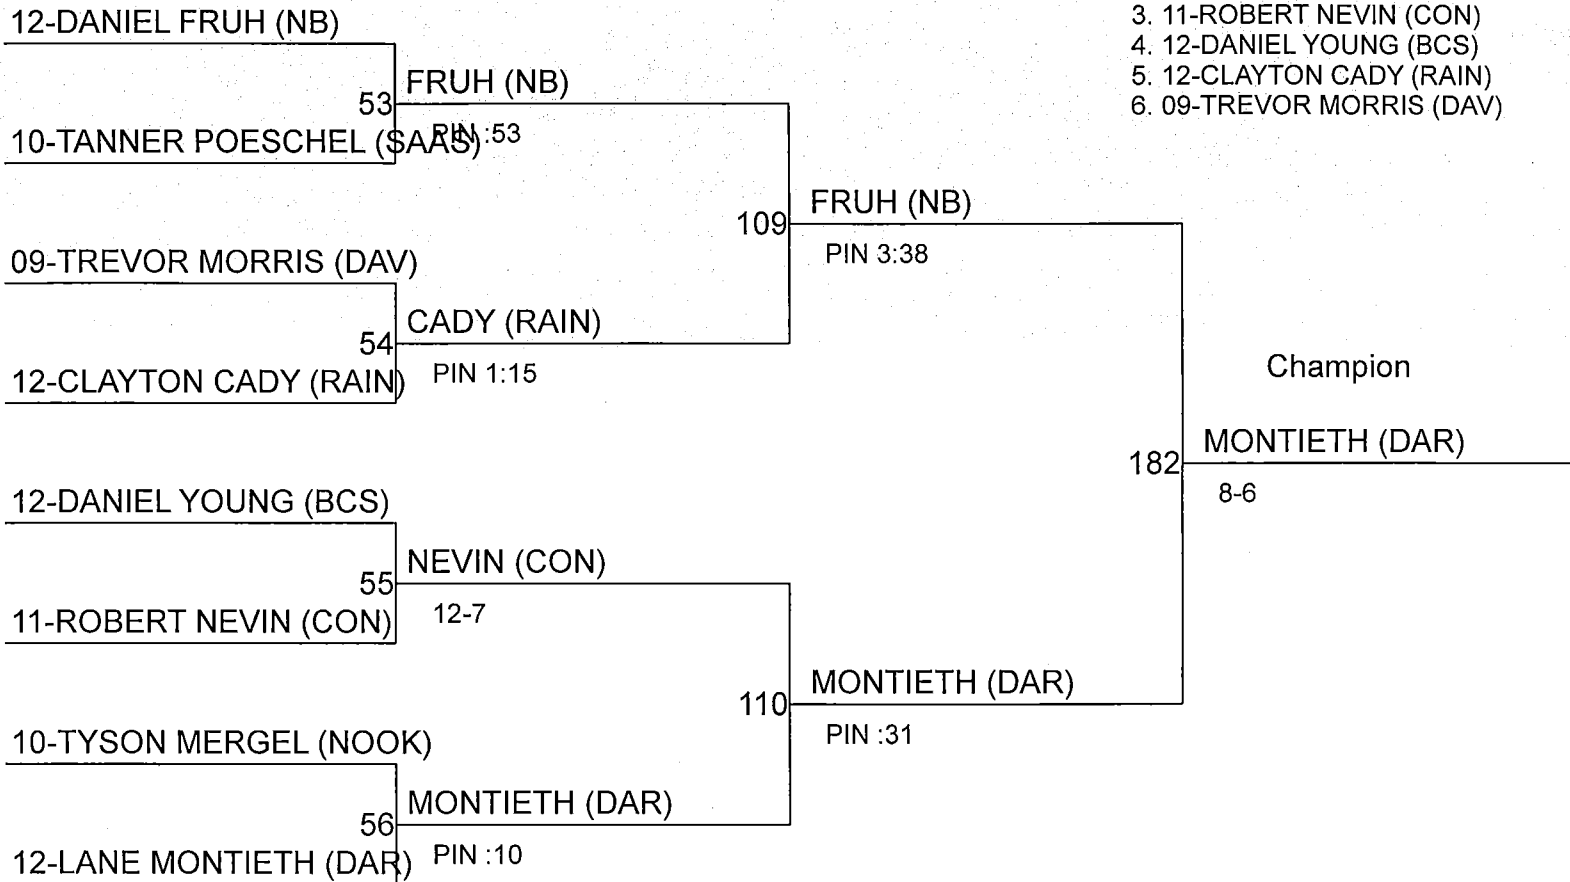 12-DANIEL FRUH (NB)
3. 11-ROBERT NEVIN (CON)
4. 12-DANIEL YOUNG (BCS)
5. 12-CLAYTON CADY (RAIN)
6. 09-TREVOR MORRIS (DAV)
53
FRUH (NB)
PIN :53
10-TANNER POESCHEL (SAAS)
109
FRUH (NB)
PIN 3:38
09-TREVOR MORRIS (DAV)
54
CADY (RAIN)
PIN 1:15
12-CLAYTON CADY (RAIN)
Champion
182
MONTIETH (DAR)
8-6
12-DANIEL YOUNG (BCS)
55
NEVIN (CON)
12-7
11-ROBERT NEVIN (CON)
110
MONTIETH (DAR)
PIN :31
10-TYSON MERGEL (NOOK)
56
MONTIETH (DAR)
PIN :10
12-LANE MONTIETH (DAR)